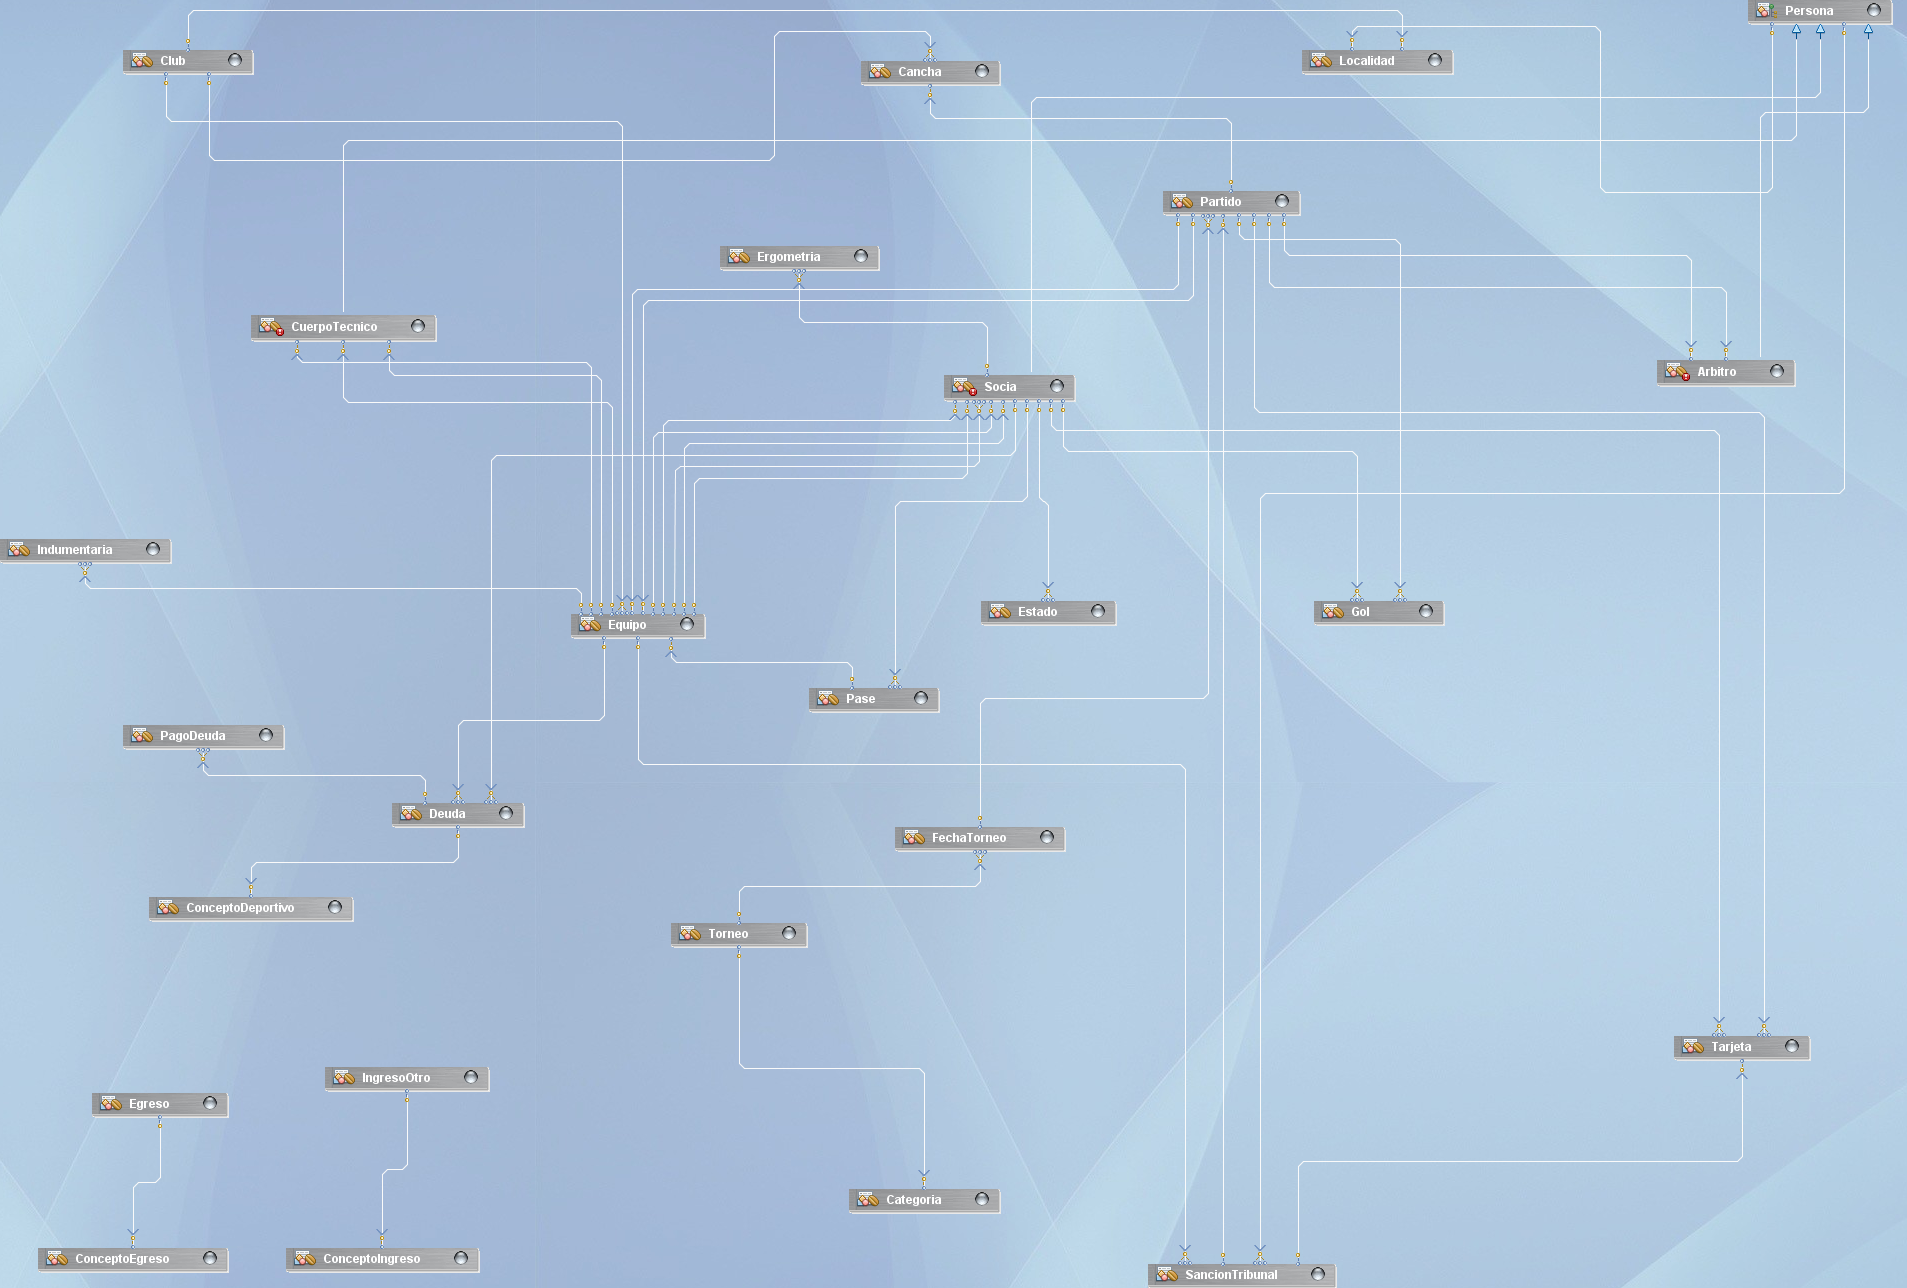 Persona
Club
Cancha
Localidad
Partido
Ergometria
CuerpoTecnico
Arbitro
Socia
Indumentaria
Estado
Gol
Equipo
Pase
PagoDeuda
Deuda
FechaTorneo
ConceptoDeportivo
Torneo
Tarjeta
IngresoOtro
Egreso
Categoria
ConceptoEgreso
ConceptoIngreso
SancionTribunal